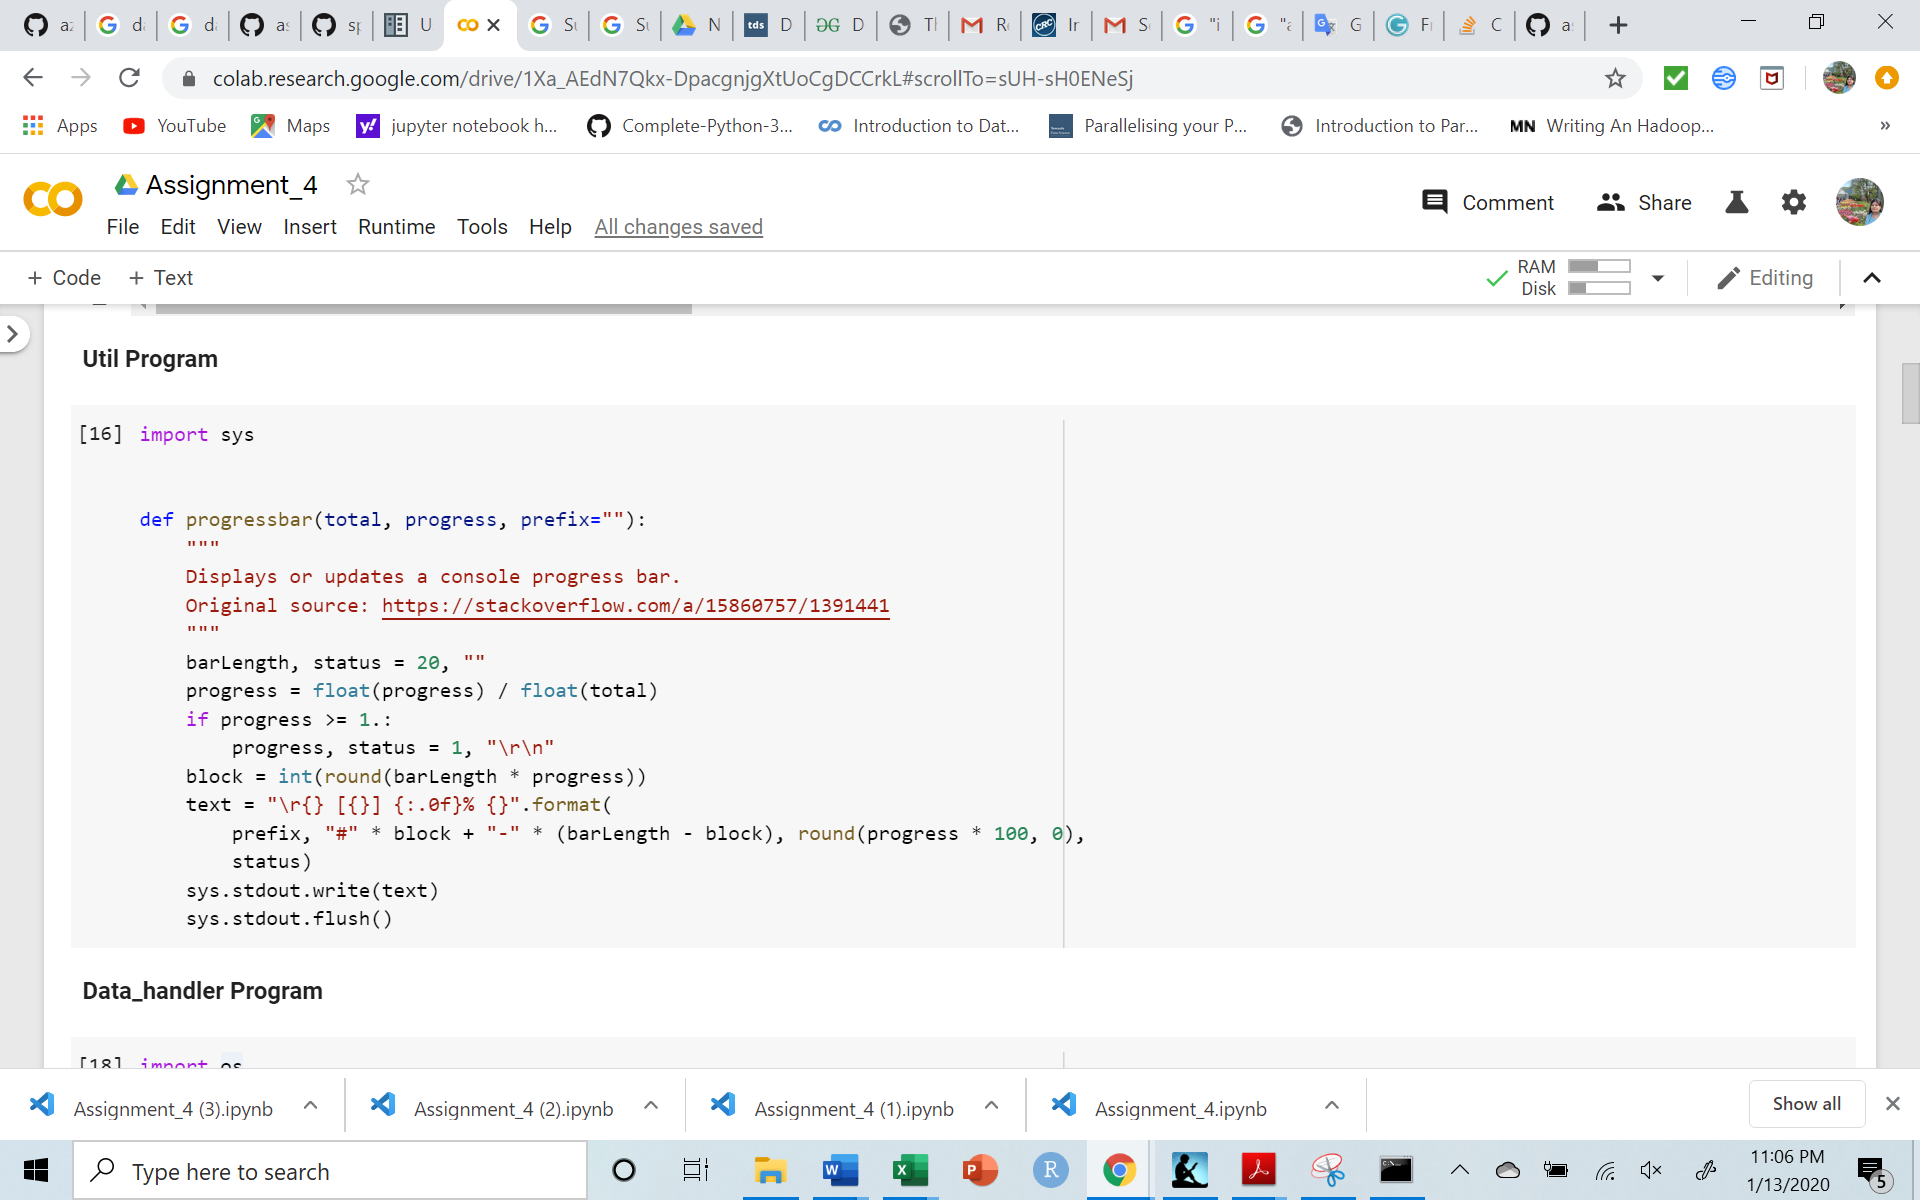 colab.research.google.com/drive/1Xa_AEdN7Qkx-DpacgnjgXtUoCgDCCrkL#scrollTo=sUH-sH0ENeSj
Apps YouTube Maps jupyter notebook h... Complete-Python-3... Introduction to Dat... Parallelising your P... Introduction to Par... MN Writing An Hadoop... »
Assignment_4
Comment Share
File Edit View Insert Runtime Tools Help All changes saved
+ Code + Text
RAM
Disk
Editing
Util Program
[16] import sys
def progressbar(total, progress, prefix=""):
"""
Displays or updates a console progress bar.
Original source: https://stackoverflow.com/a/15860757/1391441
"""
barLength, status = 20, ""
progress = float(progress) / float(total)
if progress >= 1.:
progress, status = 1, "\r\n"
block = int(round(barLength * progress))
text = "\r{} [{}] {:.0f}% {}".format(
prefix, "#" * block + "-" * (barLength - block), round(progress * 100, 0),
status)
sys.stdout.write(text)
sys.stdout.flush()
Data_handler Program
[18] import os
Assignment_4 (3).ipynb Assignment_4 (2).ipynb Assignment_4 (1).ipynb Assignment_4.ipynb Show all
Type here to search
11:06 PM
1/13/2020
5